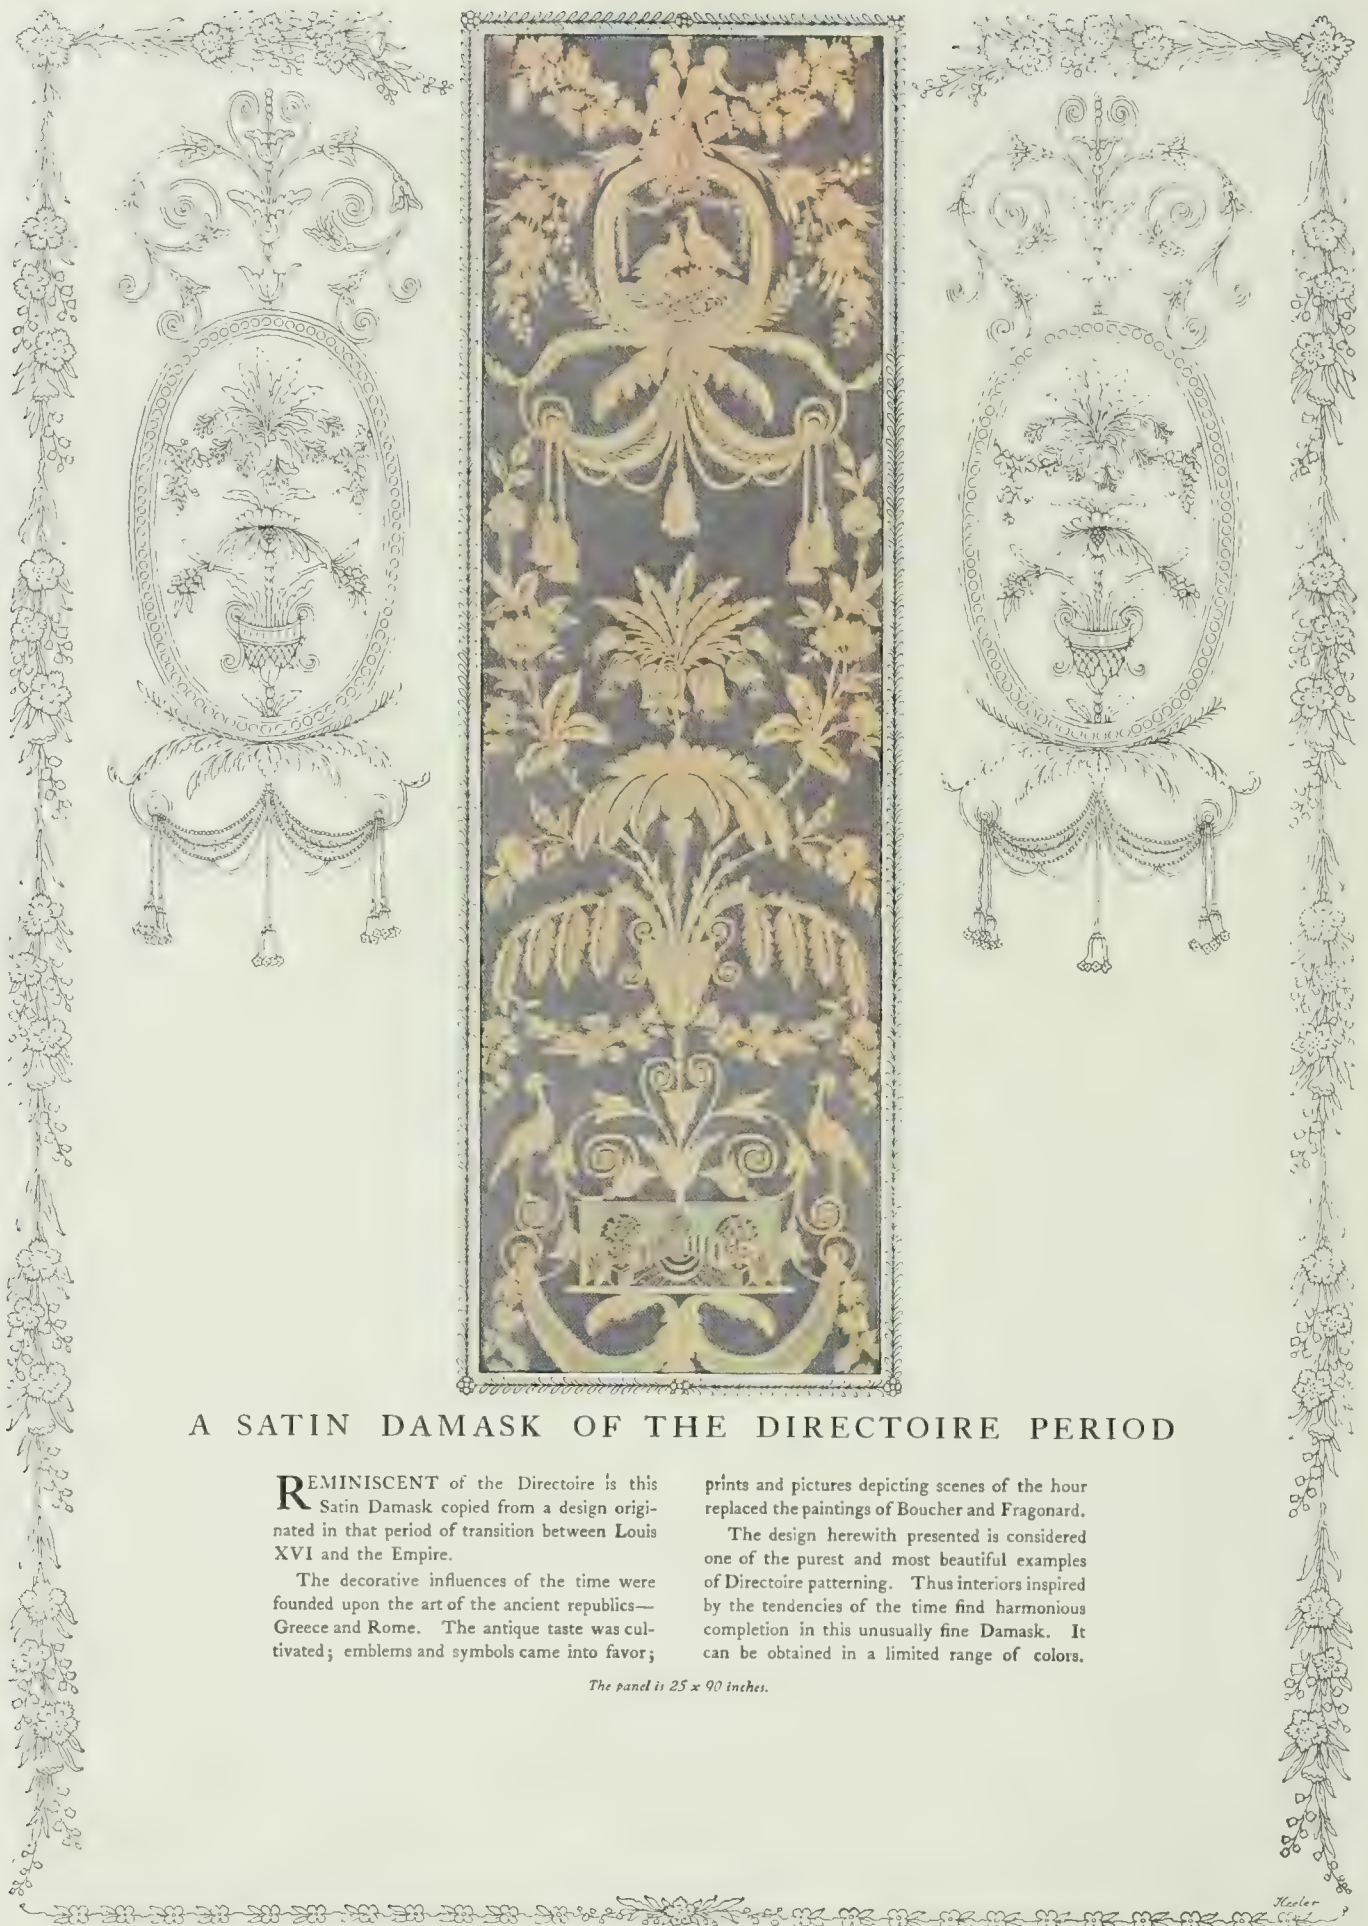 A SATIN DAMASK OF THE DIRECTOIRE PERIOD
REMINISCENT of the Directoire is this
Satin Damask copied from a design origi-
nated in that period of transition between Louis
XVI and the Empire.
The decorative influences of the time were
founded upon the art of the ancient republics—
Greece and Rome. The antique taste was cul-
tivated; emblems and symbols came into favor;
prints and pictures depicting scenes of the hour
replaced the paintings of Boucher and Fragonard.
The design herewith presented is considered
one of the purest and most beautiful examples
of Directoire patterning. Thus interiors inspired
by the tendencies of the time find harmonious
completion in this unusually fine Damask. It
can be obtained in a limited range of colors.
The panel is 25 x 90 inches.